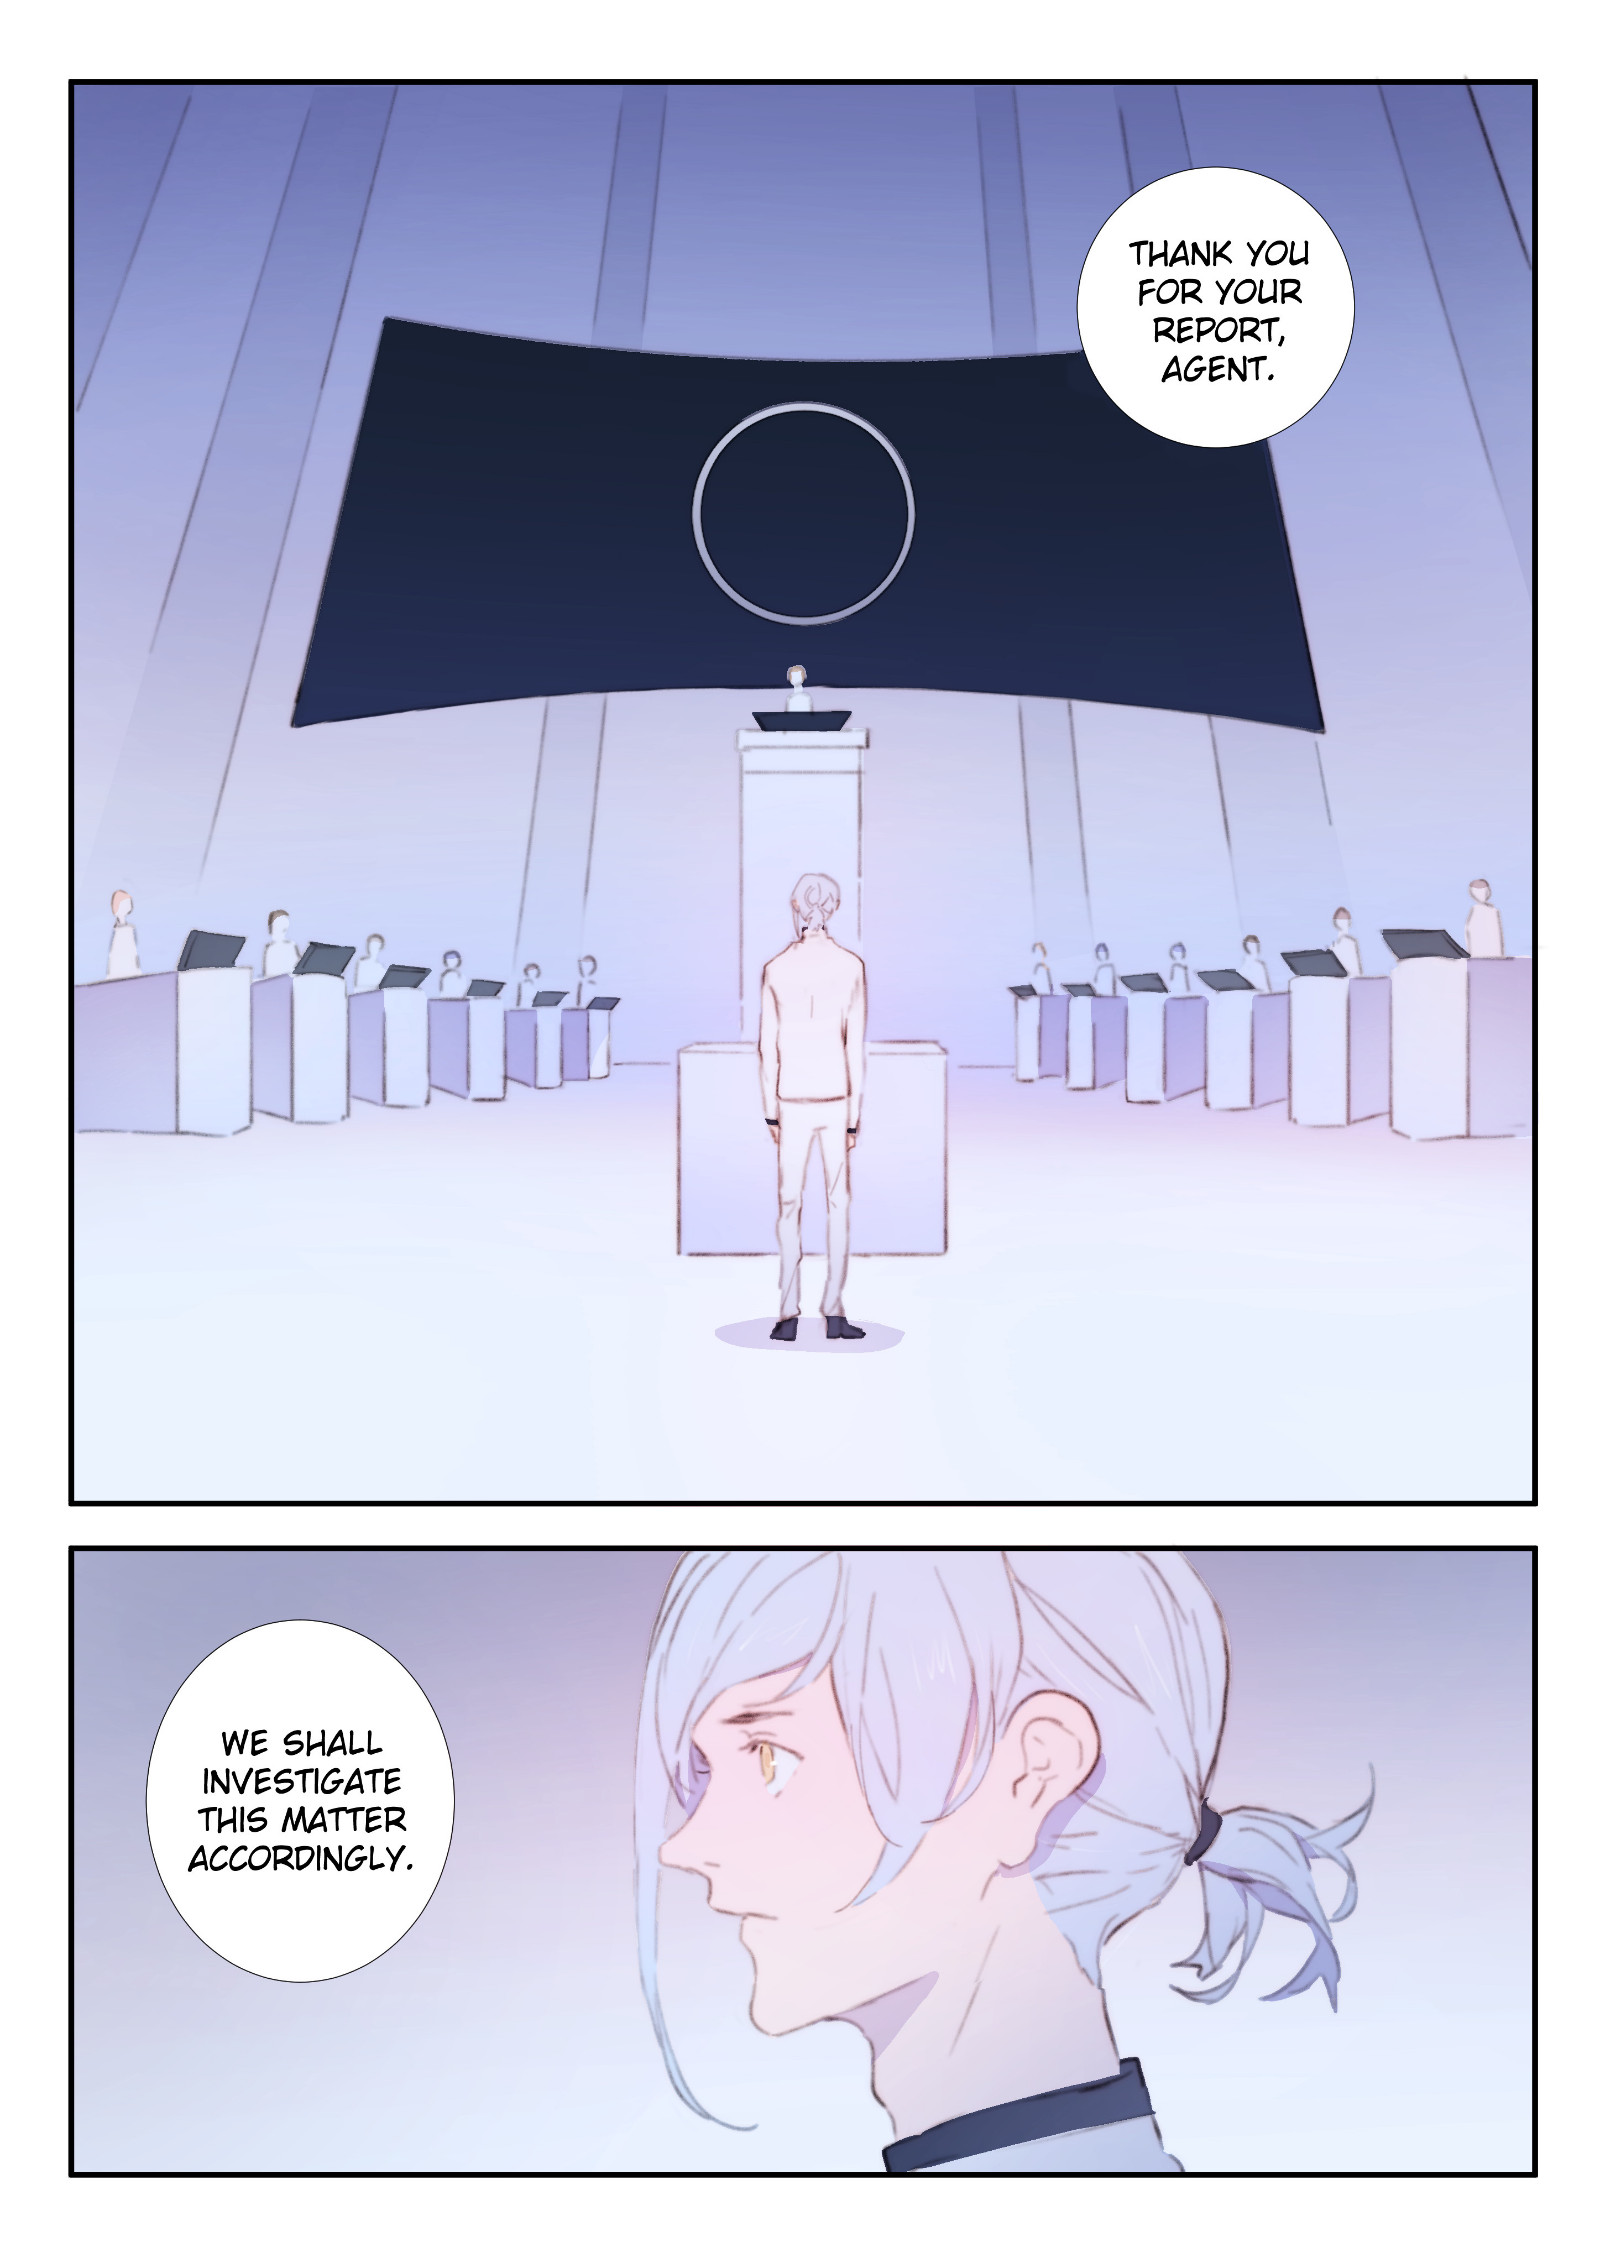 THANK YOU
FOR YOUR
REPORT,
AGENT.
WE SHALL
INVESTIGATE
THIS MATTER
ACCORDINGLY.